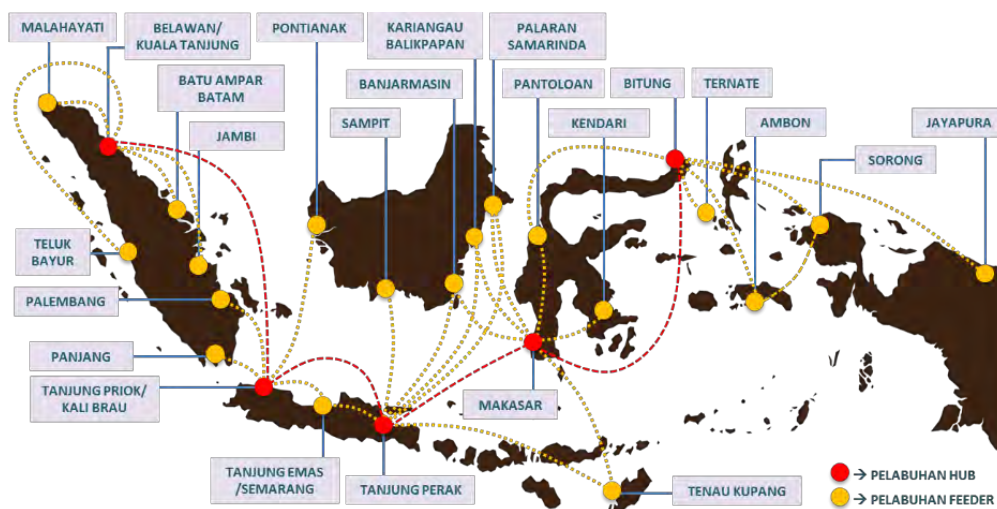 MALAHAYATI
BELAWAN/
KUALA TANJUNG
PONTIANAK
KARIANGAU
BALIKPAPAN
PALARAN
SAMARINDA
BATU AMPAR
BATAM
BANJARMASIN
PANTOLOAN
BITUNG
TERNATE
JAMBI
SAMPIT
KENDARI
AMBON
JAYAPURA
SORONG
TELUK
BAYUR
PALEMBANG
PANJANG
TANJUNG PRIOK/
KALI BRAU
MAKASAR
TANJUNG EMAS
/SEMARANG
TANJUNG PERAK
TENAU KUPANG
→ PELABUHAN HUB
→ PELABUHAN FEEDER